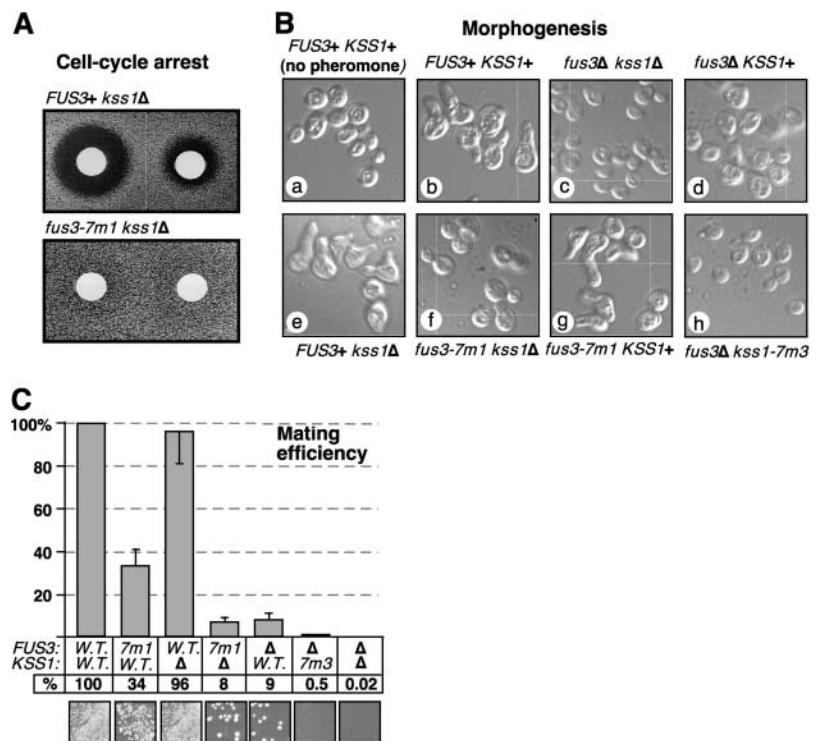 A
Cell-cycle arrest
FUS3+ kss1Δ
fus3-7m1 kss1Δ
B
Morphogenesis
FUS3+ KSS1+
(no pheromone)
FUS3+ KSS1+
fus3Δ kss1Δ
fus3Δ KSS1+
a
b
c
d
e
f
g
h
FUS3+ kss1Δ
fus3-7m1 kss1Δ
fus3-7m1 KSS1+
fus3Δ kss1-7m3
C
Mating
efficiency
100%
80
60
40
20
FUS3: W.T. 7m1 W.T. 7m1 Δ Δ Δ
KSS1: W.T. W.T. Δ Δ W.T. 7m3 Δ
% 100 34 96 8 9 0.5 0.02